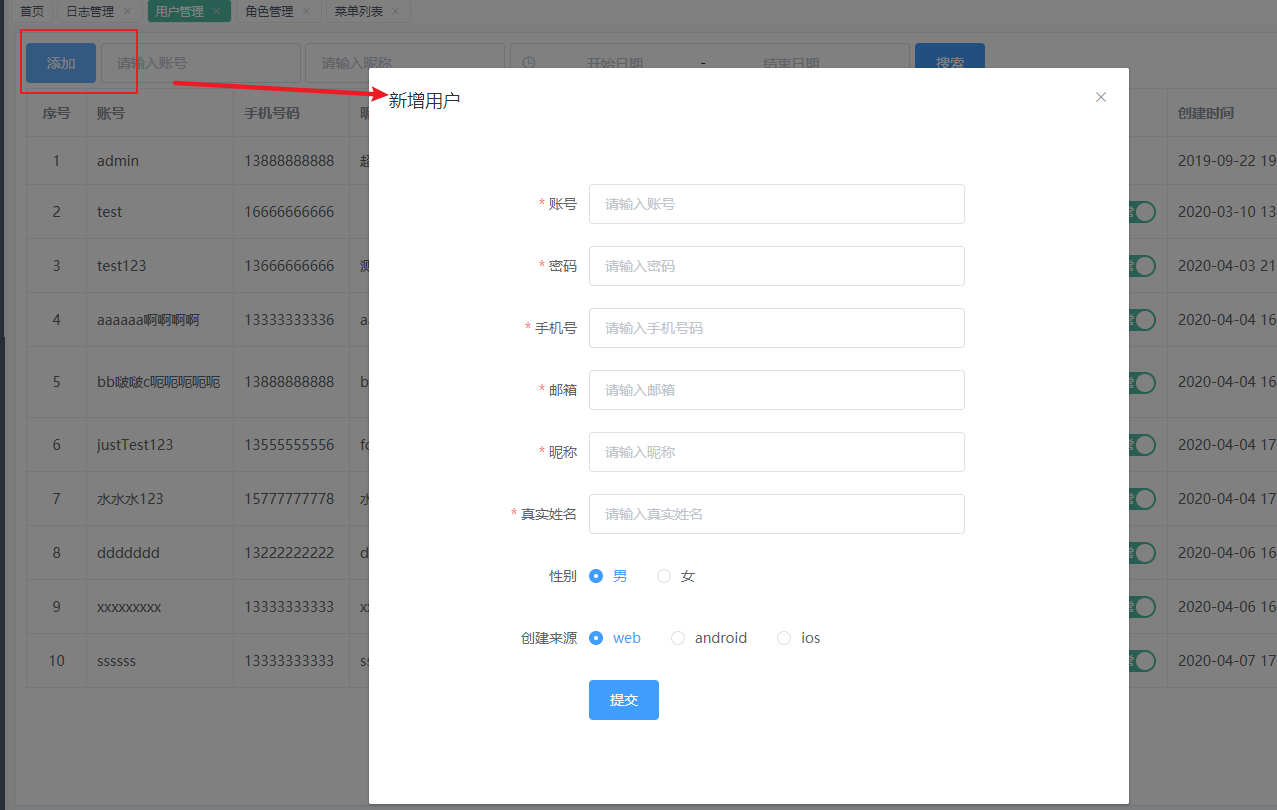 首页 日志管理 × 用户管理 × 角色管理 × 菜单列表 ×
添加 请输入账号 请输入昵称 开始日期 - 结束日期 搜索
新增用户
序号 账号 手机号码 创建时间
1 admin 13888888888 2019-09-22 19
2 test 16666666666 2020-03-10 13
3 test123 13666666666 2020-04-03 21
4 aaaaaa啊啊啊啊 13333333336 2020-04-04 16
5 bb啵啵c呃呃呃呃呃 13888888888 b 2020-04-04 16
6 justTest123 13555555556 2020-04-04 17
7 水水水123 15777777778 2020-04-04 17
8 ddddddd 13222222222 d 2020-04-06 16
9 xxxxxxxxx 13333333333 2020-04-06 16
10 ssssss 13333333333 2020-04-07 17
* 账号 请输入账号
* 密码 请输入密码
* 手机号 请输入手机号码
* 邮箱 请输入邮箱
* 昵称 请输入昵称
* 真实姓名 请输入真实姓名
性别 男 女
创建来源 web android ios
提交